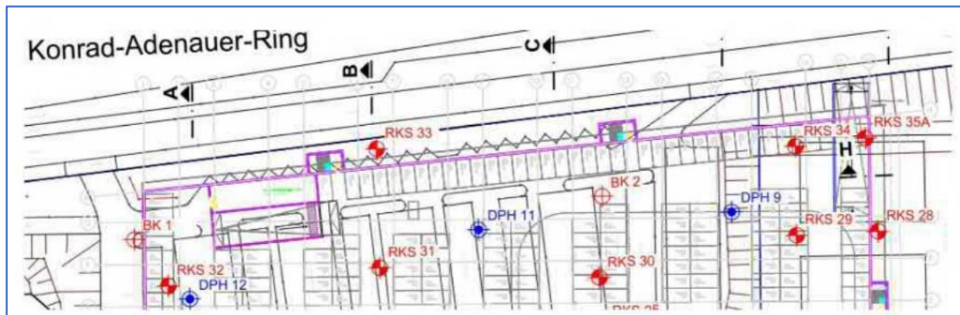 Konrad-Adenauer-Ring
A
B
C
RKS 33
RKS 34
RKS 35A
H
BK 1
BK 2
DPH 11
DPH 9
RKS 29
RKS 28
RKS 32
RKS 31
RKS 30
DPH 12